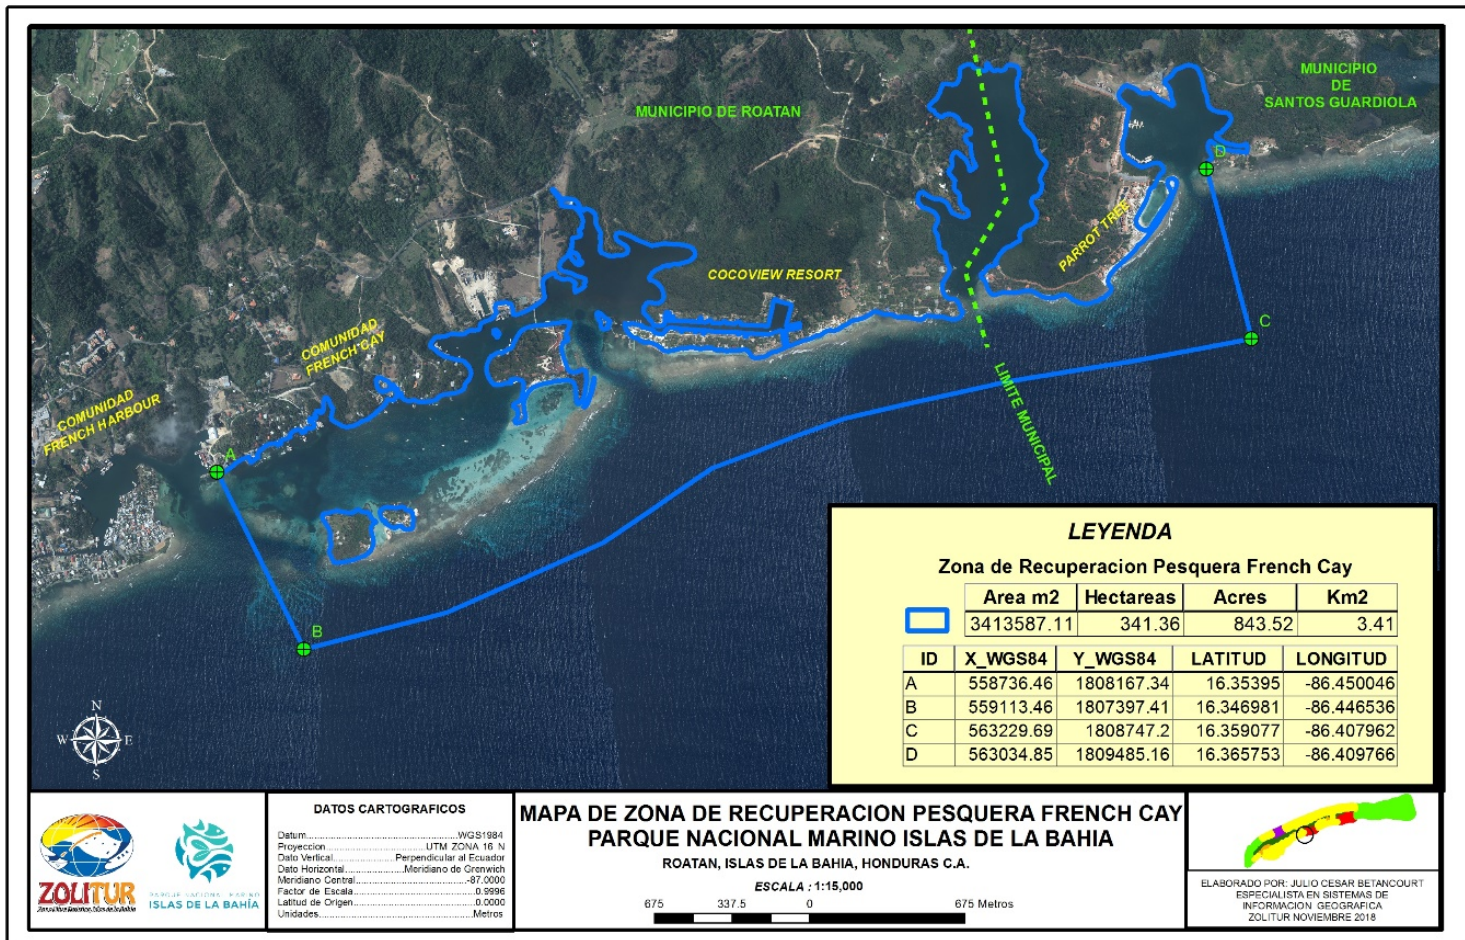 MUNICIPIO DE ROATAN
MUNICIPIO
DE
SANTOS GUARDIOLA
D
PARROT TREE
COCOVIEW RESORT
C
COMUNIDAD
FRENCH CAY
COMUNIDAD
FRENCH HARBOUR
LIMITE MUNICIPAL
A
B
LEYENDA
Zona de Recuperacion Pesquera French Cay
Area m2 Hectareas Acres Km2
3413587.11 341.36 843.52 3.41
ID X_WGS84 Y_WGS84 LATITUD LONGITUD
A 558736.46 1808167.34 16.35395 -86.450046
B 559113.46 1807397.41 16.346981 -86.446536
C 563229.69 1808747.2 16.359077 -86.407962
D 563034.85 1809485.16 16.365753 -86.409766
N
W E
S
ZOLITUR
PARQUE NACIONAL MARINO
ISLAS DE LA BAHÍA
DATOS CARTOGRAFICOS
Datum...WGS1984
Proyeccion...UTM ZONA 16 N
Dato Vertical...Perpendicular al Ecuador
Dato Horizontal...Meridiano de Grenwich
Meridiano Central...-87.0000
Factor de Escala...0.9996
Latitud de Origen...0.0000
Unidades...Metros
MAPA DE ZONA DE RECUPERACION PESQUERA FRENCH CAY
PARQUE NACIONAL MARINO ISLAS DE LA BAHIA
ROATAN, ISLAS DE LA BAHIA, HONDURAS C.A.
ESCALA : 1:15,000
675 337.5 0 675 Metros
ELABORADO POR: JULIO CESAR BETANCOURT
ESPECIALISTA EN SISTEMAS DE
INFORMACION GEOGRAFICA
ZOLITUR NOVIEMBRE 2018